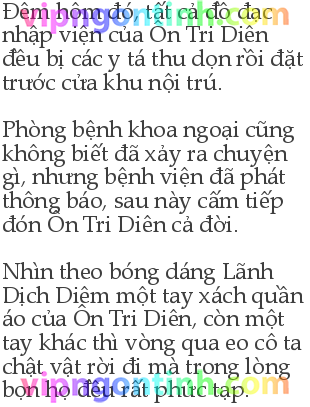 Đêm hôm đó, tất cả đồ đạc
nhập viện của Ôn Tri Diên
đều bị các y tá thu dọn rồi đặt
trước cửa khu nội trú.

Phòng bệnh khoa ngoại cũng
không biết đã xảy ra chuyện
gì, nhưng bệnh viện đã phát
thông báo, sau này cấm tiếp
đón Ôn Tri Diên cả đời.

Nhìn theo bóng dáng Lãnh
Dịch Diệm một tay xách quần
áo của Ôn Tri Diên, còn một
tay khác thì vòng qua eo cô ta
chật vật rời đi mà trong lòng
bọn họ đều rất phức tạp.
vipngontinh.com
vipngontinh.com
vipngontinh.com